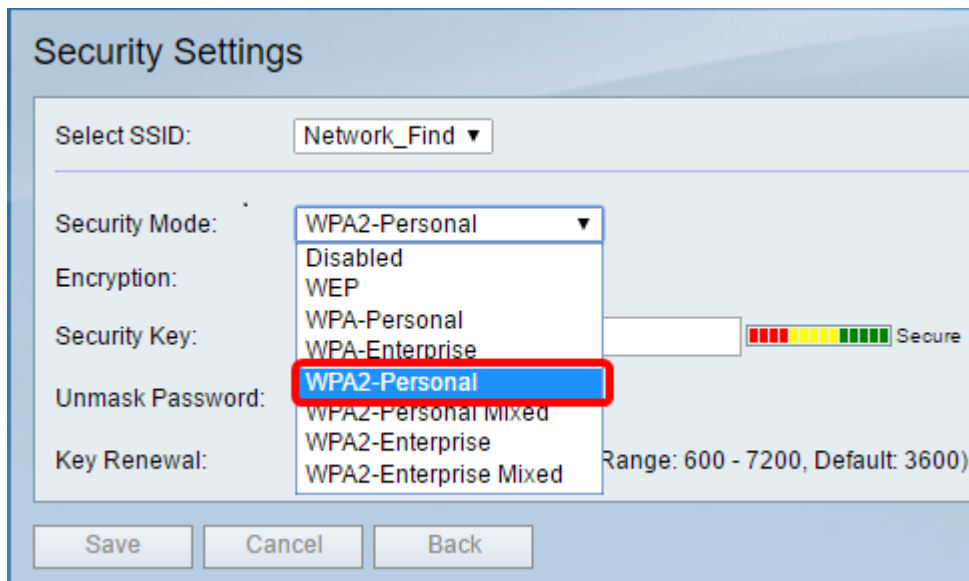 Security Settings
Select SSID: Network_Find
Security Mode: WPA2-Personal
Disabled
Encryption:
WEP
WPA-Personal
Security Key: Secure
WPA-Enterprise
WPA2-Personal
Unmask Password:
WPA2-Personal Mixed
WPA2-Enterprise
Key Renewal: Range: 600 - 7200, Default: 3600)
WPA2-Enterprise Mixed
Save Cancel Back